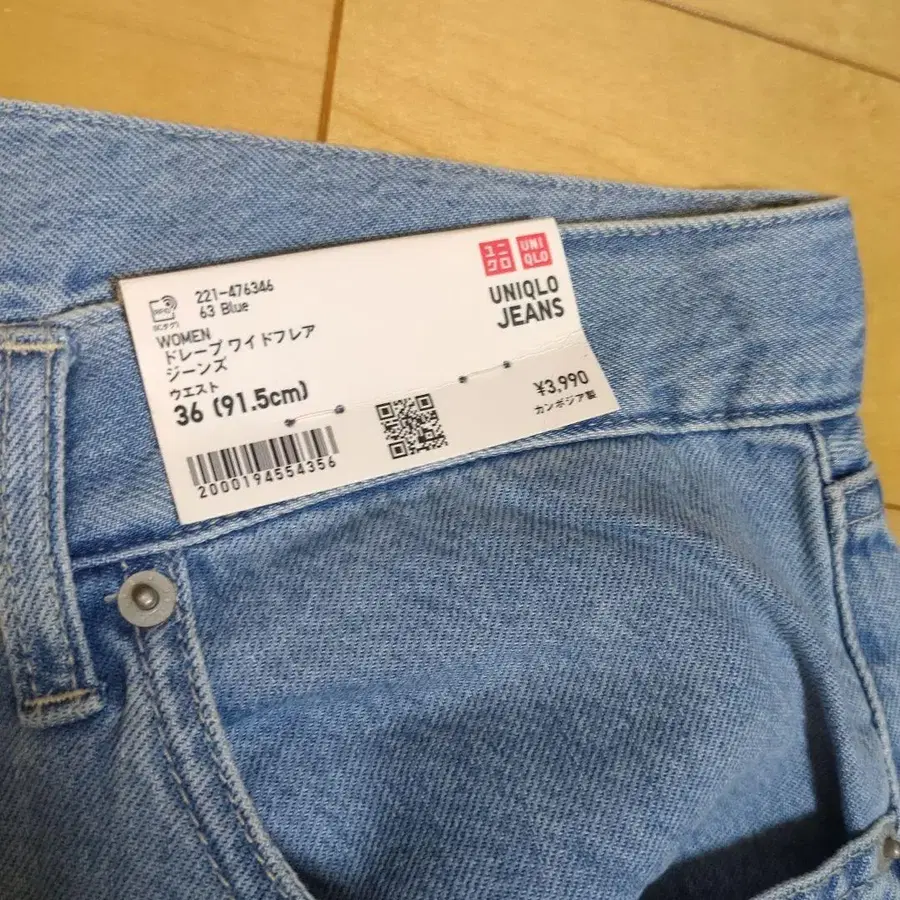 221-476346
63 Blue
(ICタグ)
WOMEN
ドレープ ワイドフレア
ジーンズ
ウエスト
36 (91.5cm)
2000194554356
ユニ
クロ
UNI
QLO
UNIQLO
JEANS
¥3,990
カンボジア製